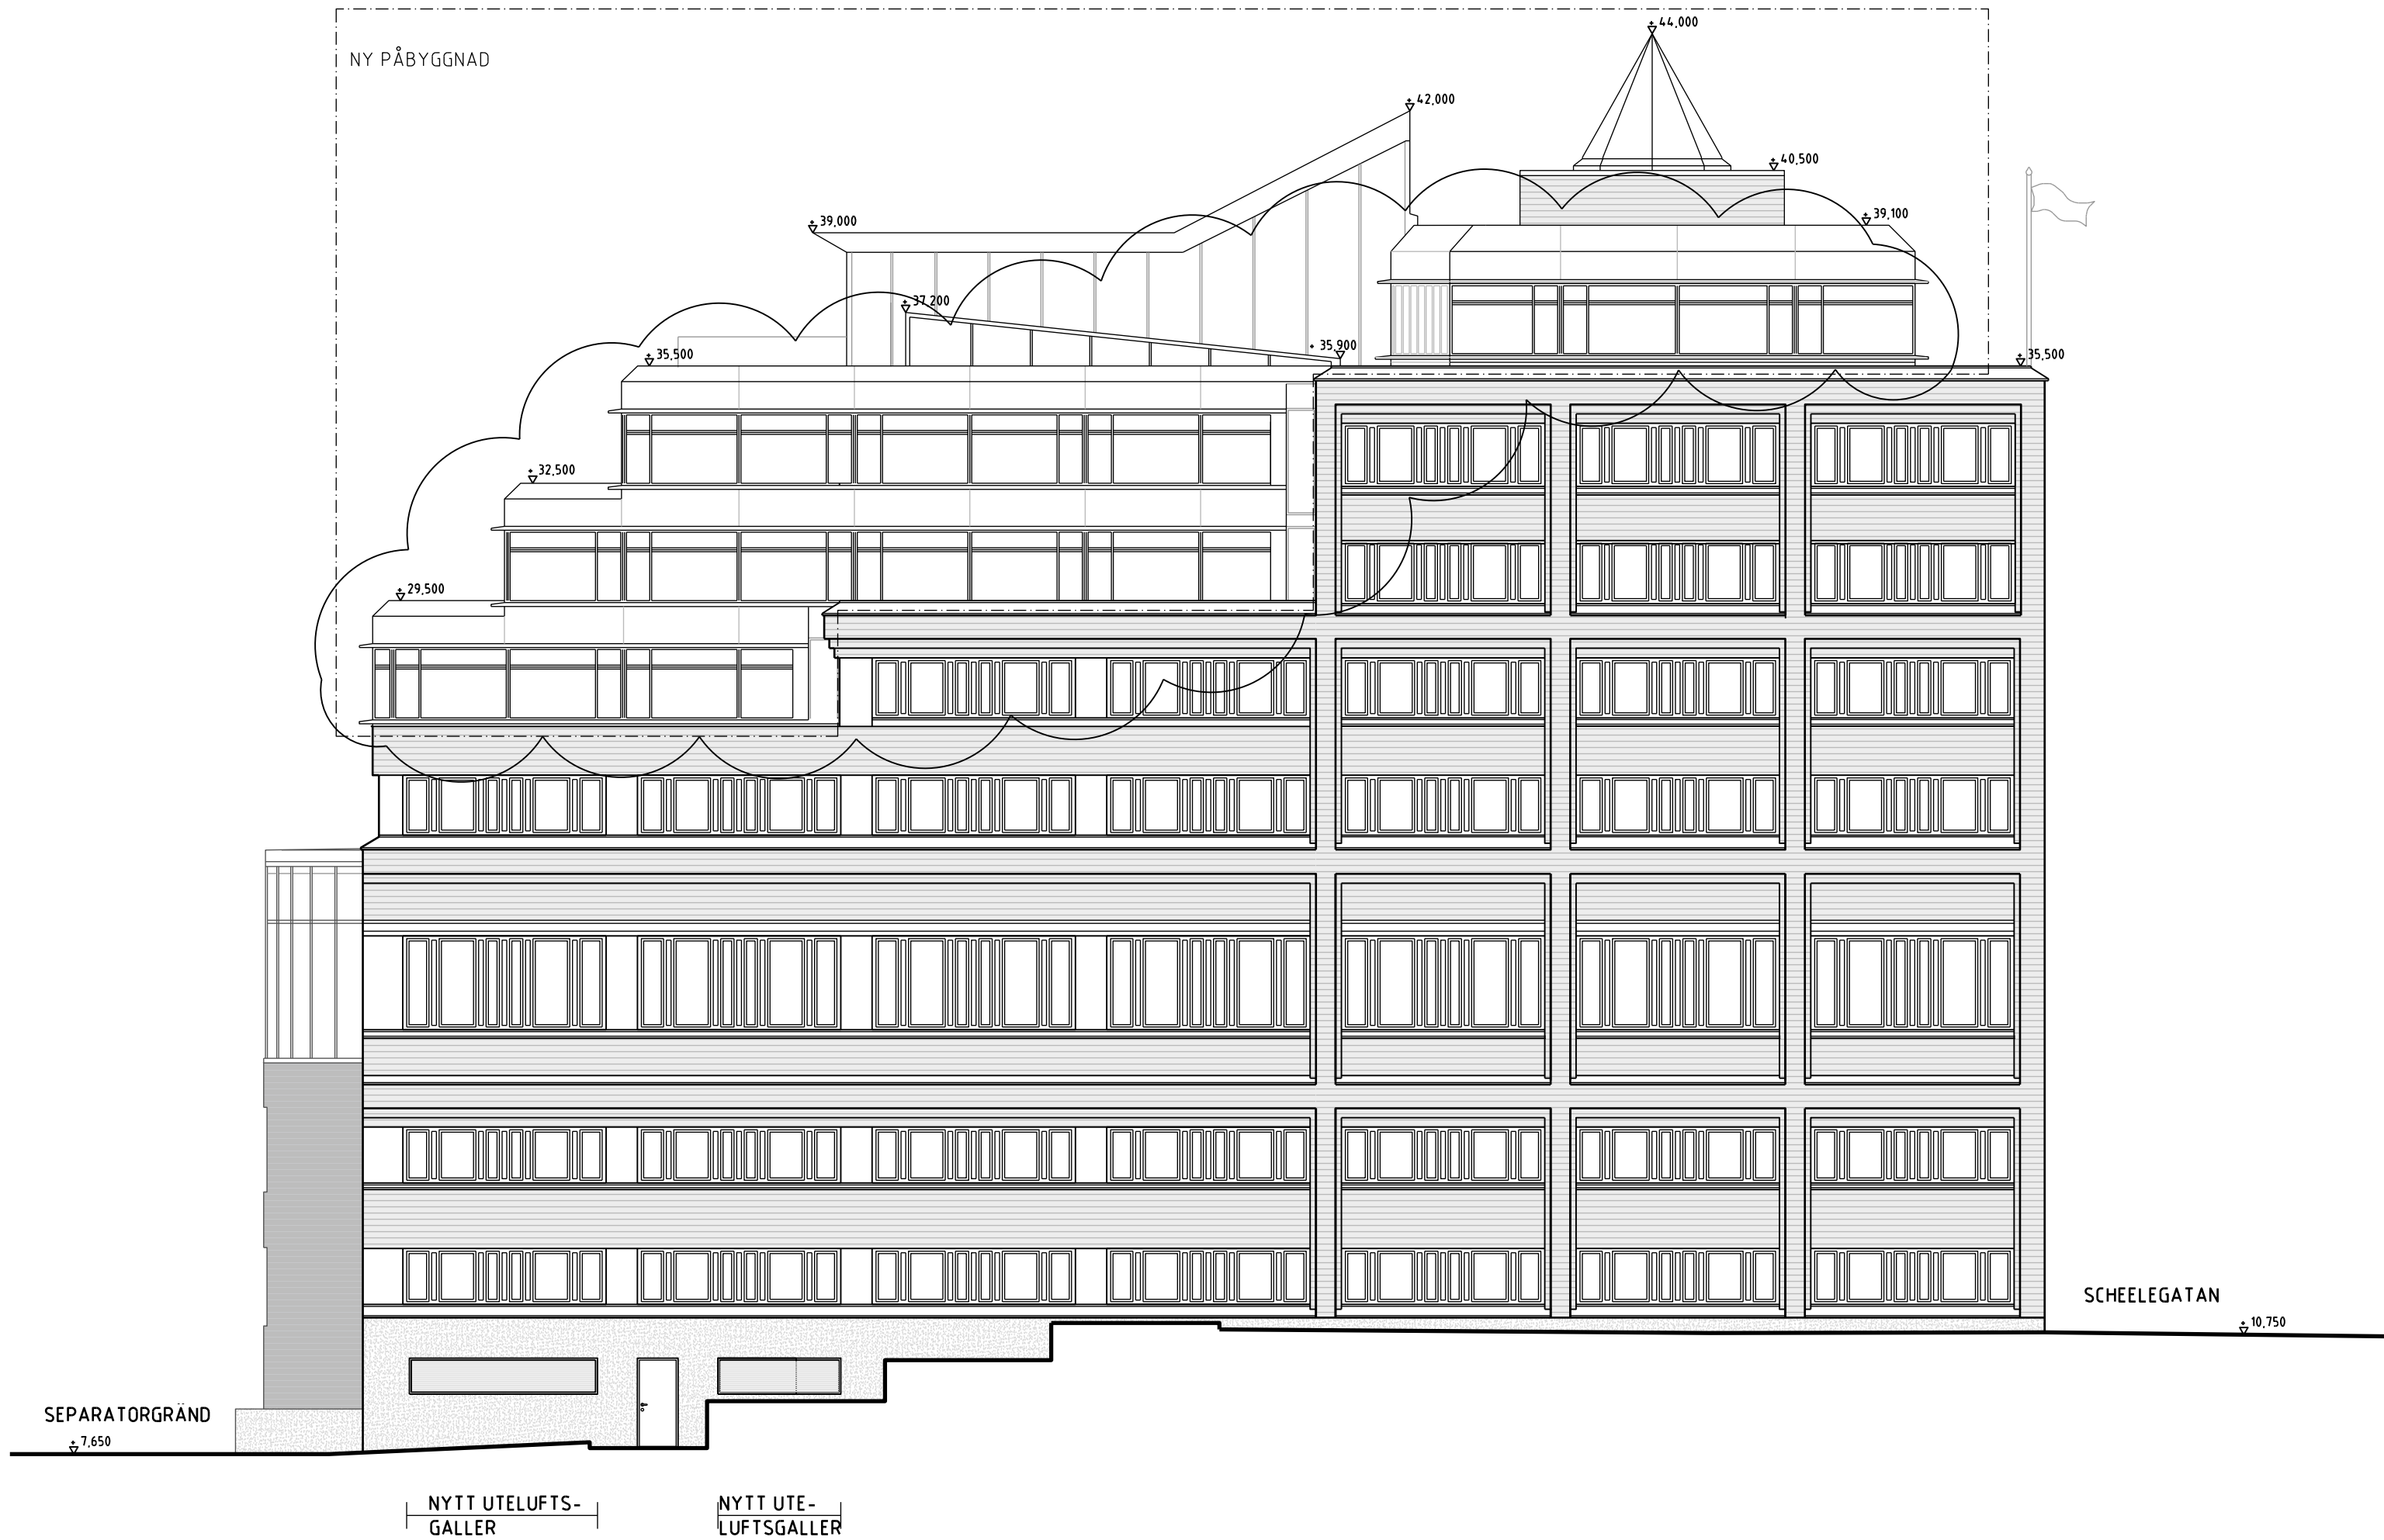 + 44,000
NY PÅBYGGNAD
+ 42,000
+ 40,500
+ 39,000
+ 39,100
+ 37,200
+ 35,900
+ 35,500
+ 35,500
+ 32,500
+ 29,500
SCHEELEGATAN
+ 10,750
SEPARATORGRÄND
+ 7,650
NYTT UTELUFTS-
GALLER
NYTT UTE-
LUFTSGALLER